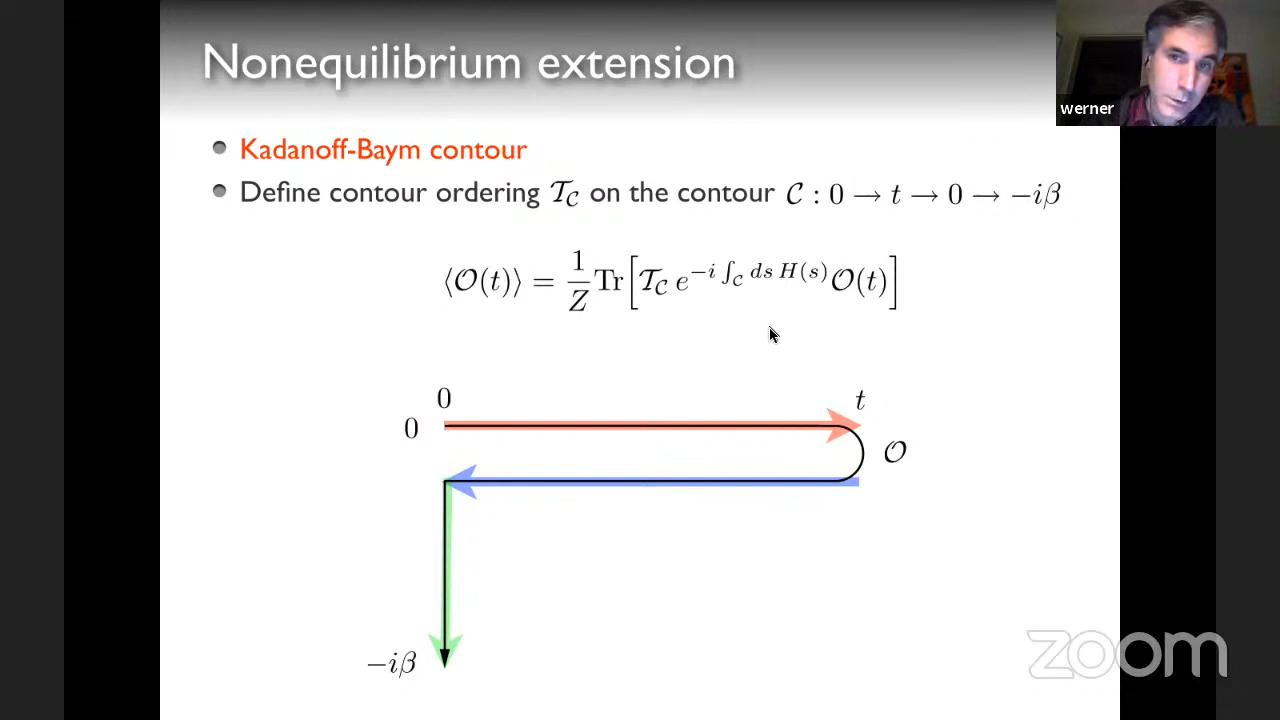 Nonequilibrium extension
werner
Kadanoff-Baym contour
Define contour ordering 𝒯_𝒞 on the contour 𝒞 : 0 → t → 0 → −iβ
⟨𝒪(t)⟩ = 1/Z Tr[𝒯_𝒞 e^{−i ∫_𝒞 ds H(s)} 𝒪(t)]
0
t
0
𝒪
−iβ
zoom